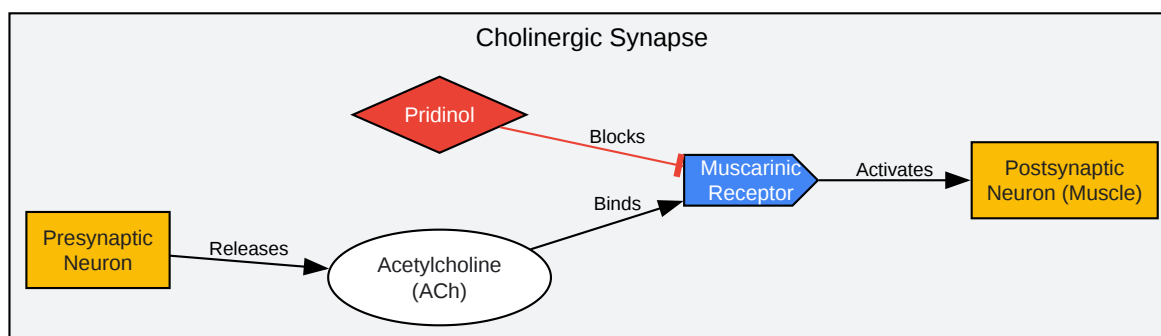 Cholinergic Synapse
Pridinol
Blocks
Muscarinic
Receptor
Activates
Postsynaptic
Neuron (Muscle)
Binds
Presynaptic
Neuron
Releases
Acetylcholine
(ACh)